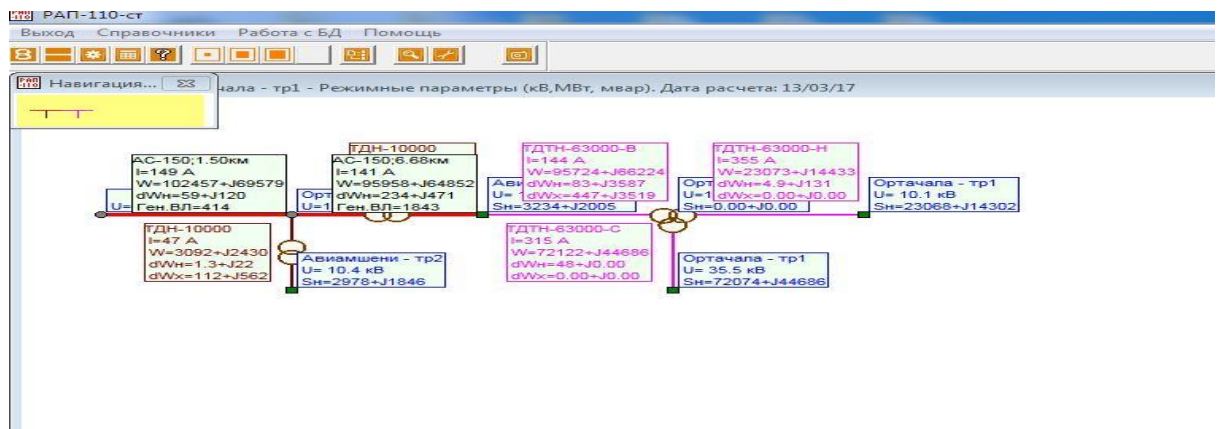 РАП-110-ст
Выход Справочники Работа с БД Помощь
Навигация...
чала - тр1 - Режимные параметры (кВ,МВт, мвар). Дата расчета: 13/03/17
АС-150;1.50км
I=149 А
W=102457+J69579
dWн=59+J120
Ген.ВЛ=414
U=
ТДН-10000
АС-150;6.68км
I=141 А
W=95958+J64852
dWн=234+J471
Ген.ВЛ=1843
Орт
U=1
ТДТН-63000-В
I=144 А
W=95724+J66224
dWн=83+J3587
dWх=447+J3519
Ави
U=
Sн=3234+J2005
ТДТН-63000-Н
I=355 А
W=23073+J14433
dWн=4.9+J131
dWх=0.00+J0.00
Орт
U=1
Sн=0.00+J0.00
Ортачала - тр1
U= 10.1 кВ
Sн=23068+J14302
ТДН-10000
I=47 А
W=3092+J2430
dWн=1.3+J22
dWх=112+J562
Авиамшени - тр2
U= 10.4 кВ
Sн=2978+J1846
ТДТН-63000-С
I=315 А
W=72122+J44686
dWн=48+J0.00
dWх=0.00+J0.00
Ортачала - тр1
U= 35.5 кВ
Sн=72074+J44686